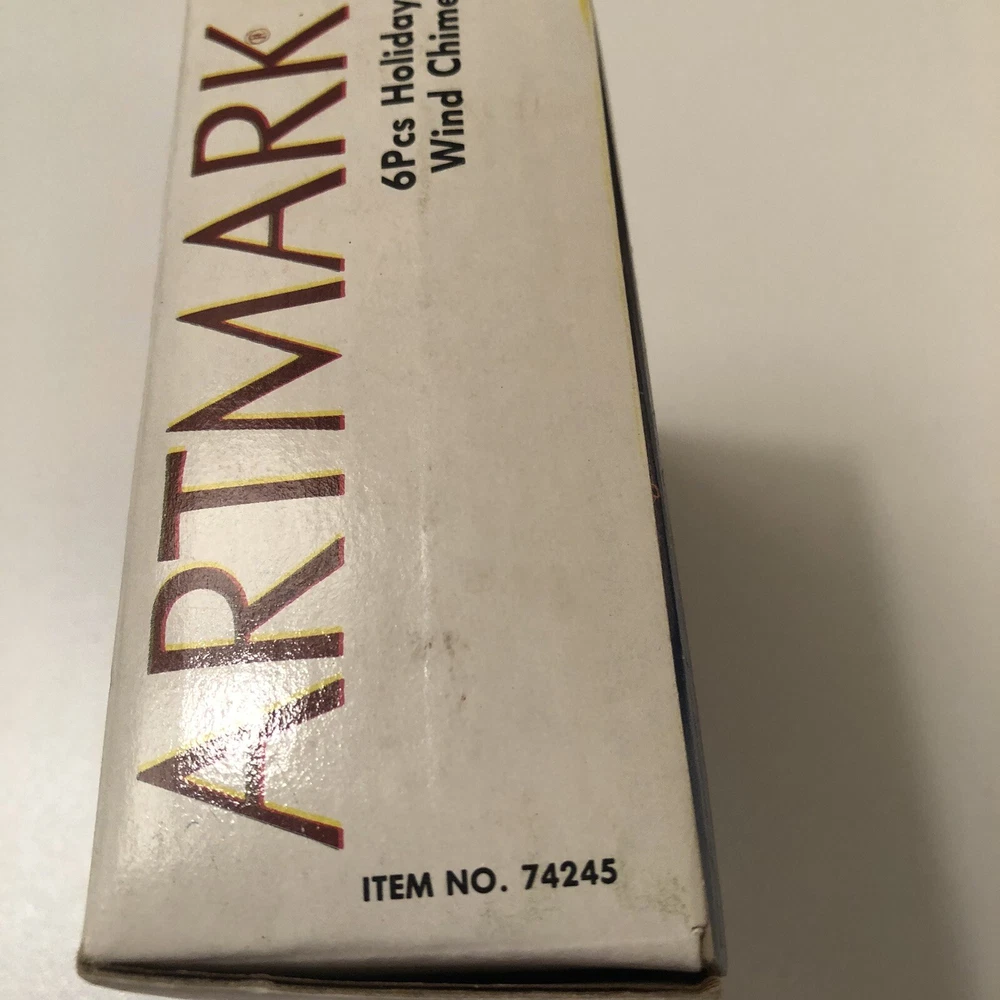 ARTMARK®
6Pcs Holiday
Wind Chime
ITEM NO. 74245